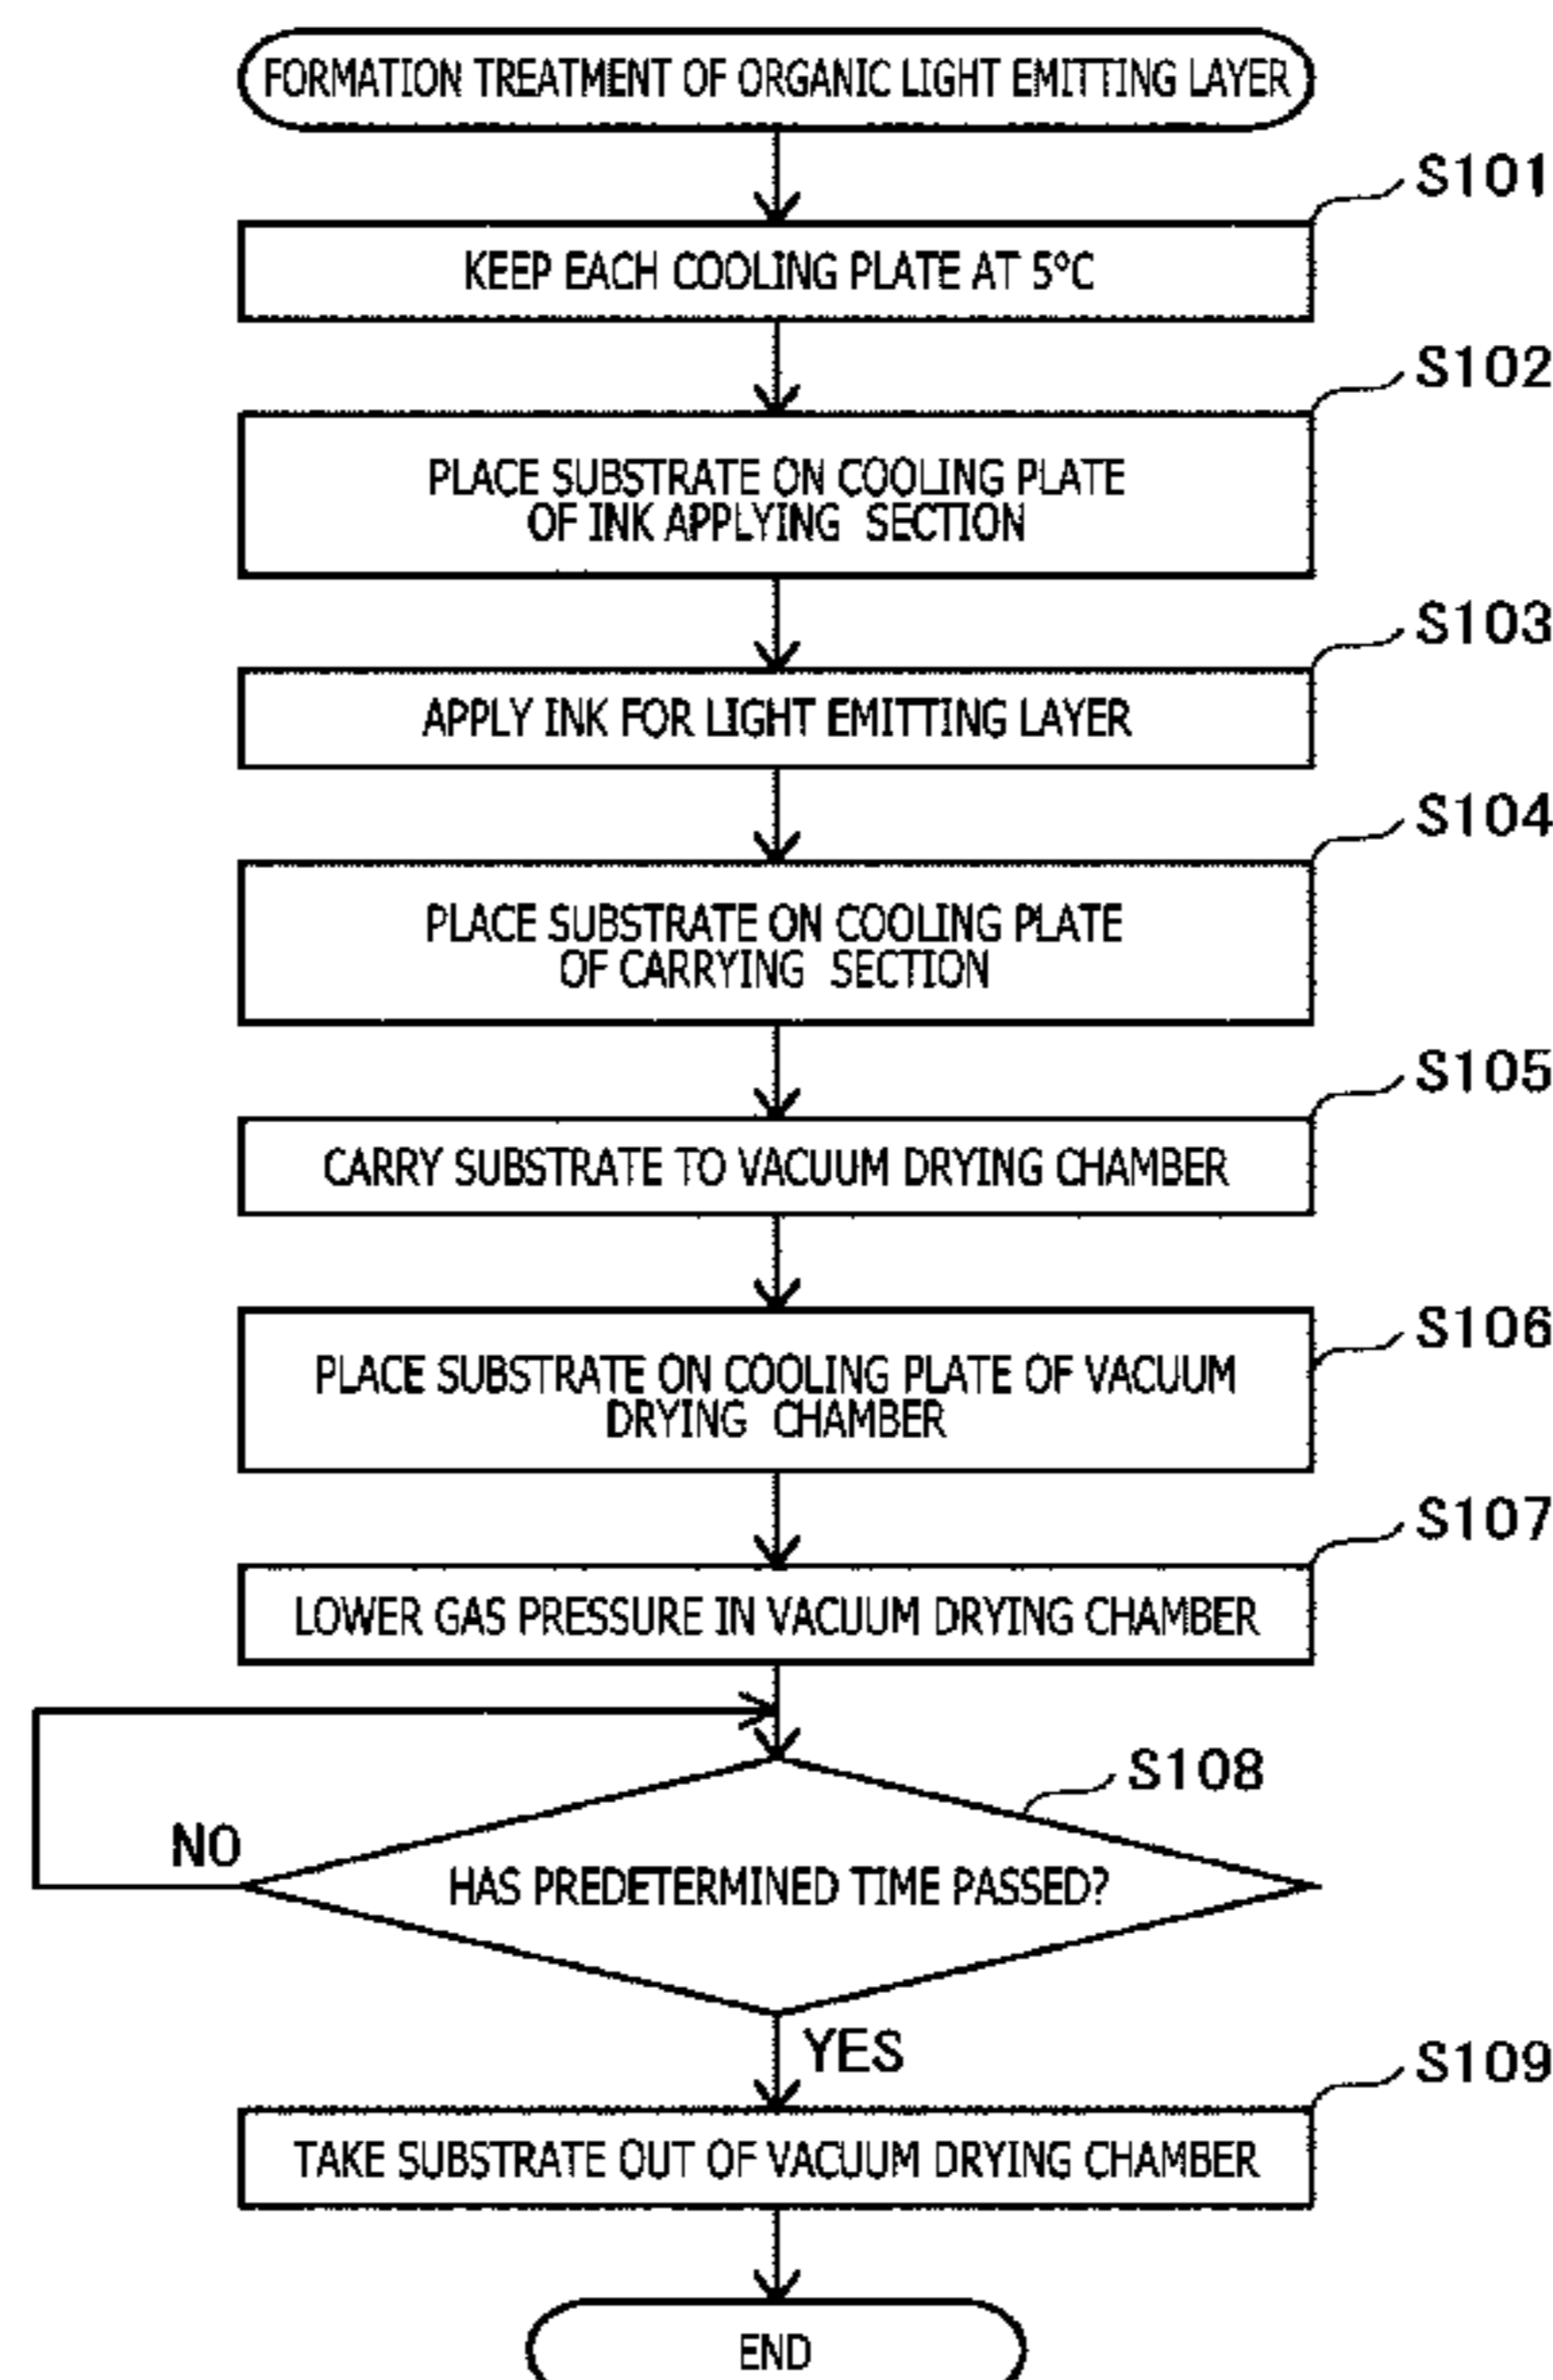 FORMATION TREATMENT OF ORGANIC LIGHT EMITTING LAYER
S101
KEEP EACH COOLING PLATE AT 5°C
S102
PLACE SUBSTRATE ON COOLING PLATE
OF INK APPLYING SECTION
S103
APPLY INK FOR LIGHT EMITTING LAYER
S104
PLACE SUBSTRATE ON COOLING PLATE
OF CARRYING SECTION
S105
CARRY SUBSTRATE TO VACUUM DRYING CHAMBER
S106
PLACE SUBSTRATE ON COOLING PLATE OF VACUUM
DRYING CHAMBER
S107
LOWER GAS PRESSURE IN VACUUM DRYING CHAMBER
S108
NO
HAS PREDETERMINED TIME PASSED?
YES
S109
TAKE SUBSTRATE OUT OF VACUUM DRYING CHAMBER
END